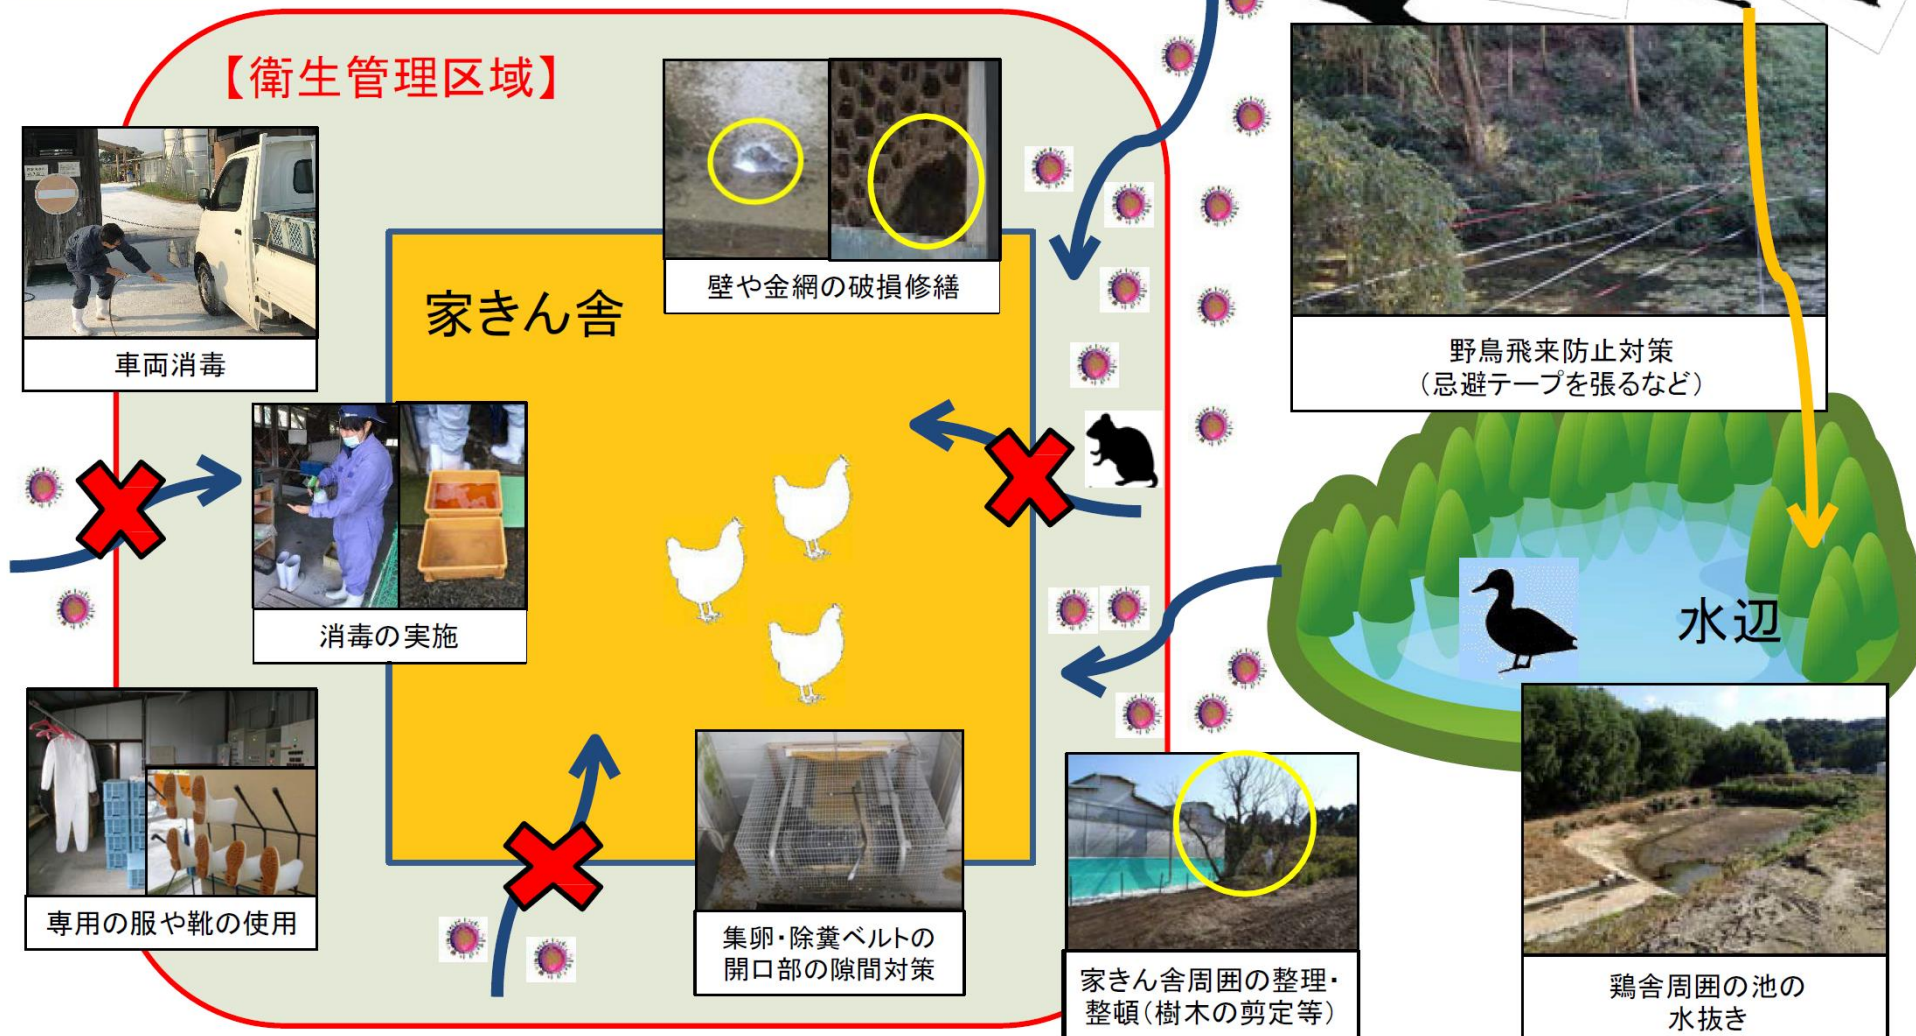 【衛生管理区域】
車両消毒
家きん舎
壁や金網の破損修繕
野鳥飛来防止対策
（忌避テープを張るなど）
消毒の実施
水辺
専用の服や靴の使用
集卵・除糞ベルトの
開口部の隙間対策
家きん舎周囲の整理・
整頓（樹木の剪定等）
鶏舎周囲の池の
水抜き